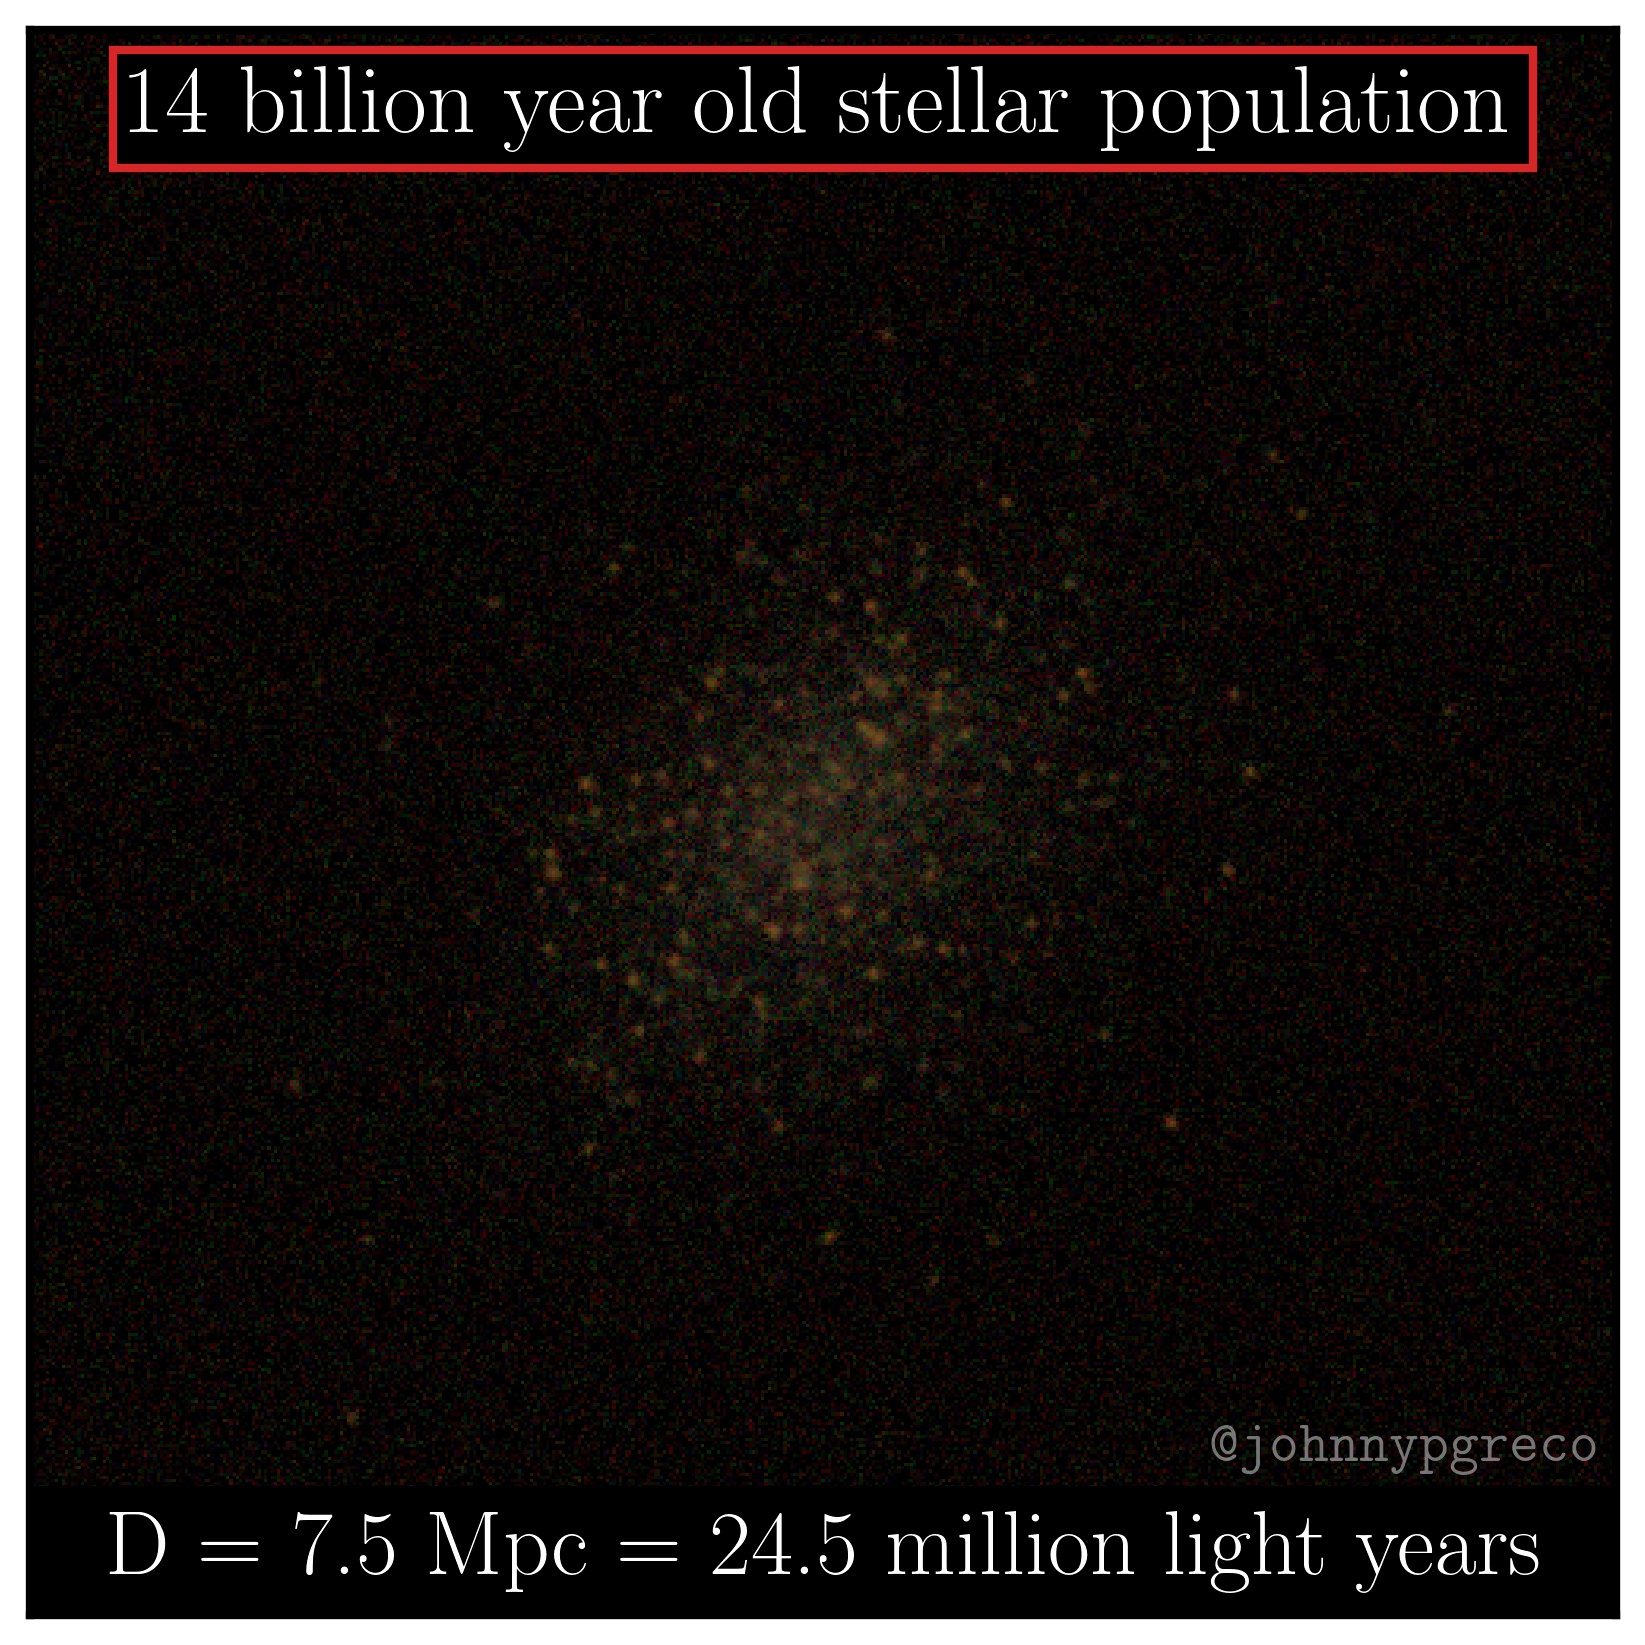 14 billion year old stellar population
@johnnypgreco
D = 7.5 Mpc = 24.5 million light years